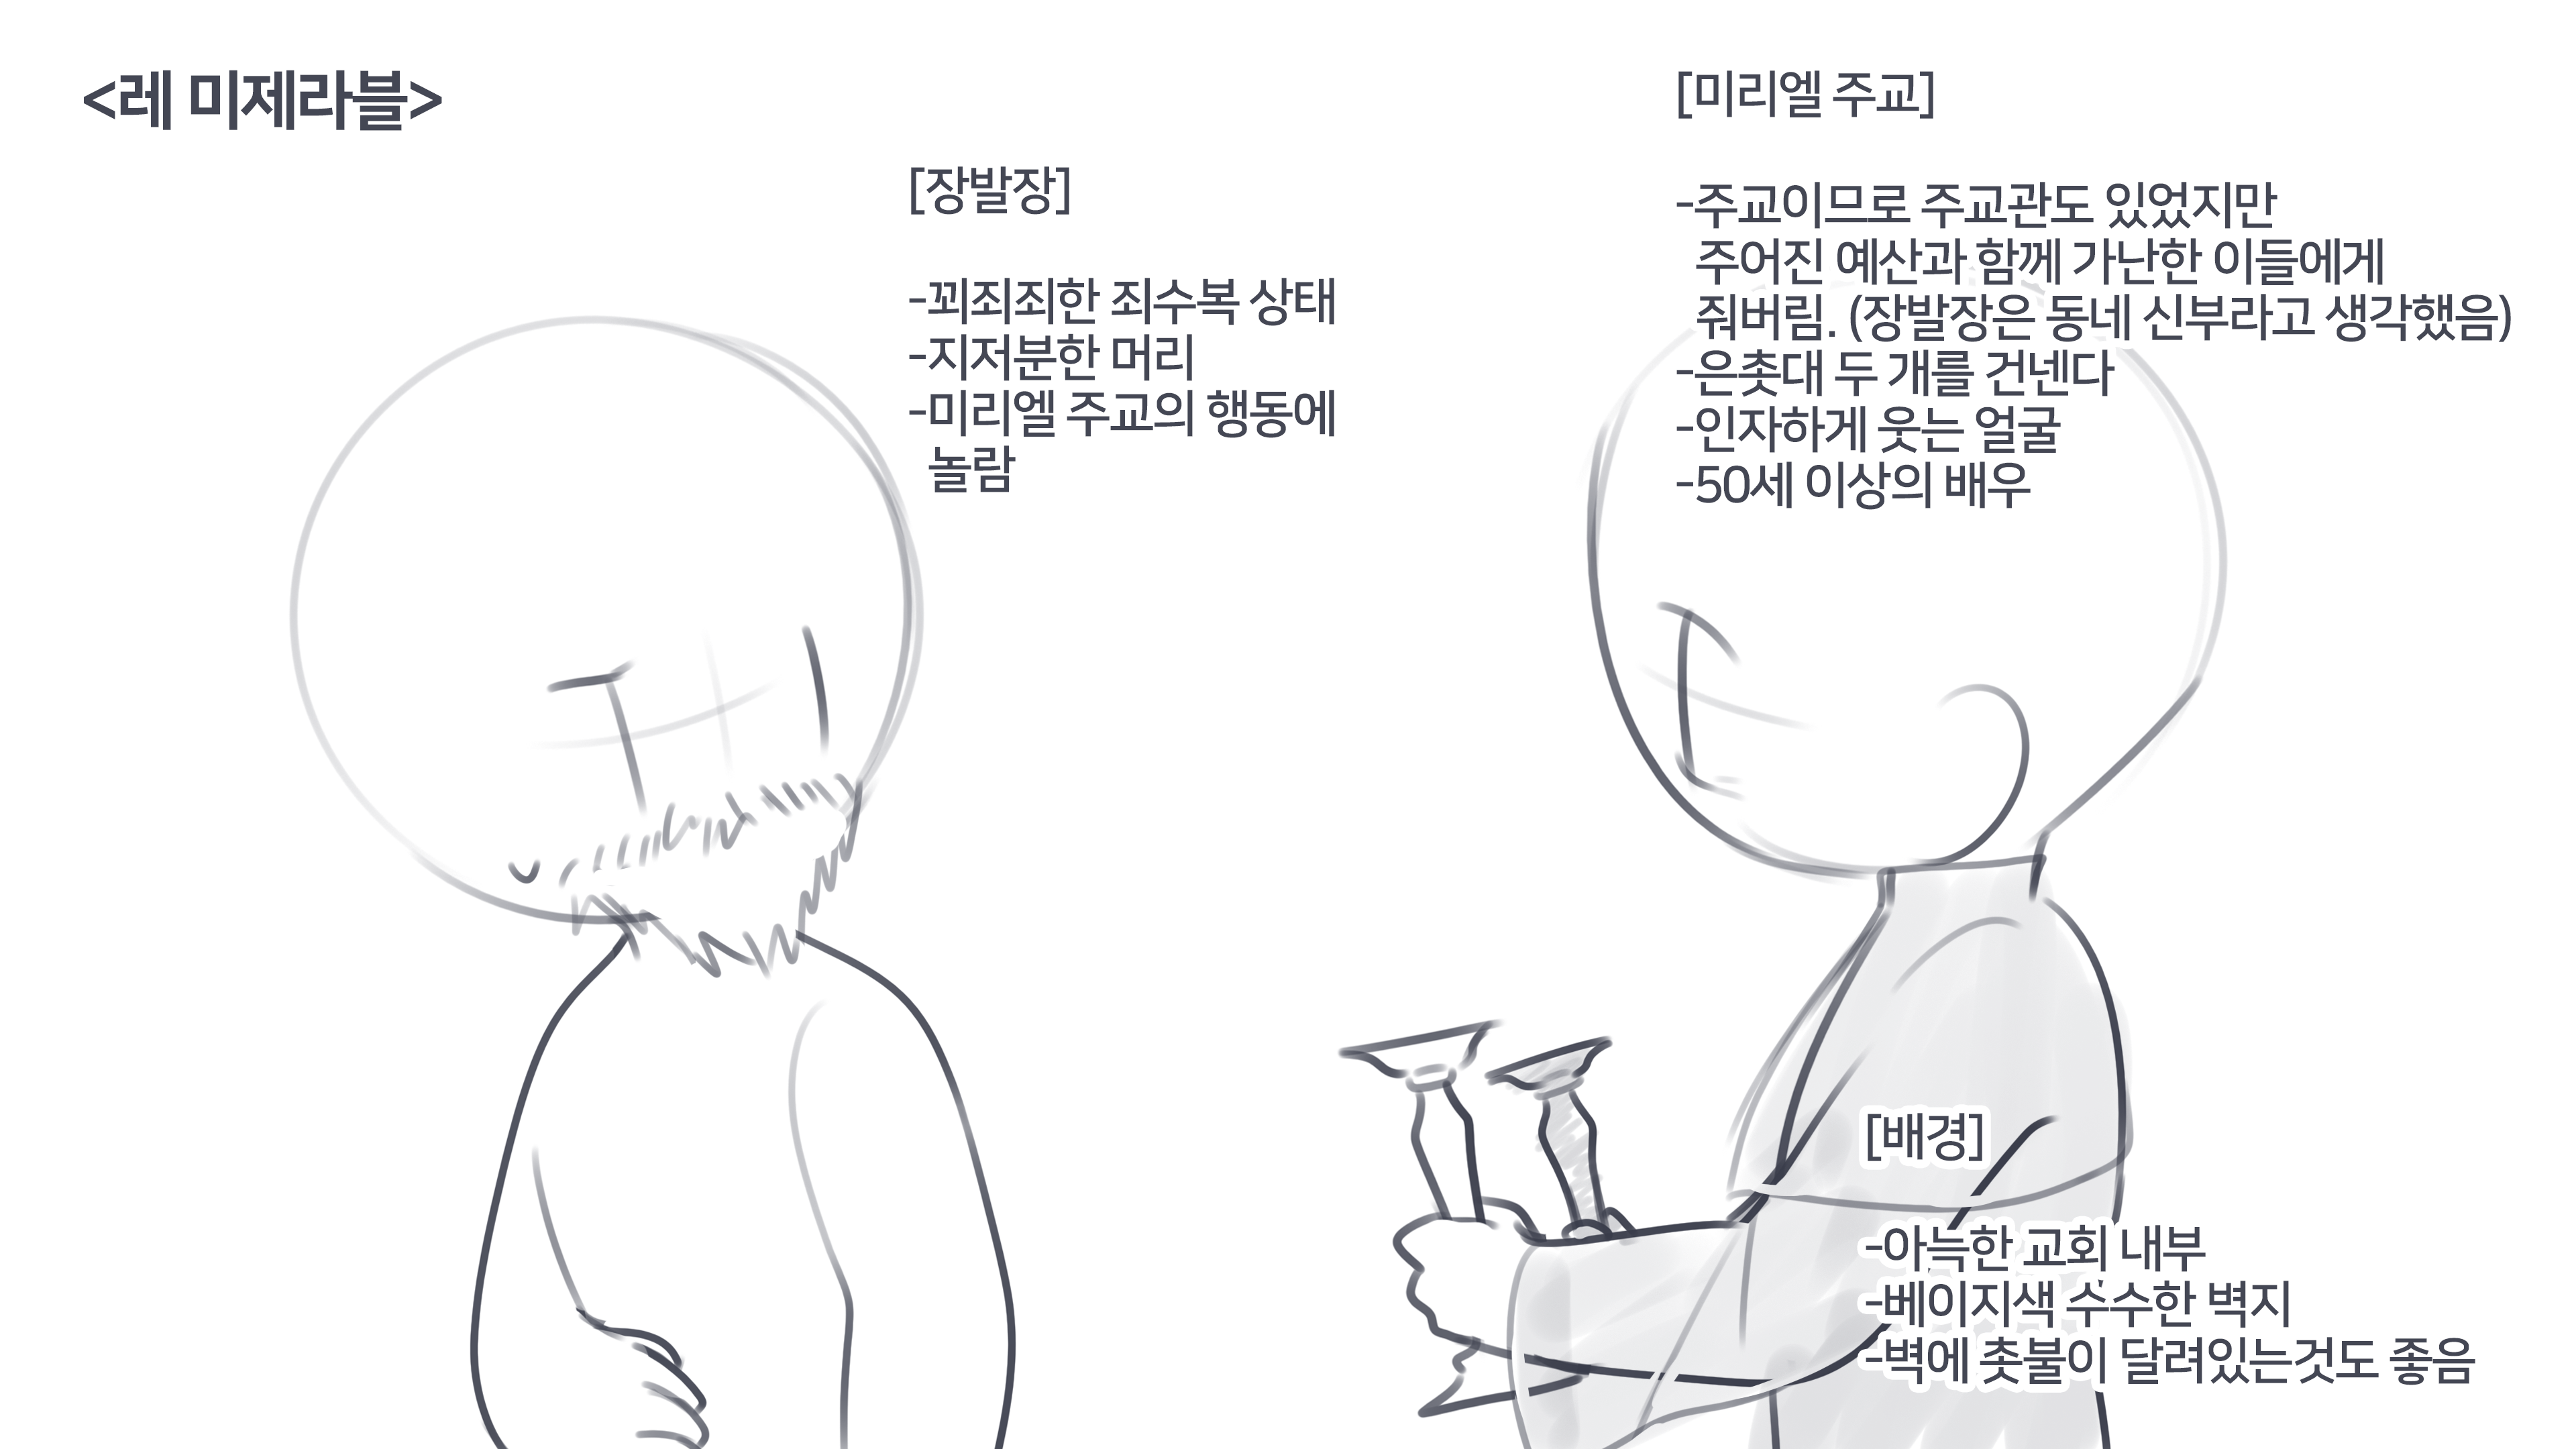 <레 미제라블>
[장발장]
-꾀죄죄한 죄수복 상태
-지저분한 머리
-미리엘 주교의 행동에
놀람
[미리엘 주교]
-주교이므로 주교관도 있었지만
주어진 예산과 함께 가난한 이들에게
줘버림. (장발장은 동네 신부라고 생각했음)
-은촛대 두 개를 건넨다
-인자하게 웃는 얼굴
-50세 이상의 배우
[배경]
-아늑한 교회 내부
-베이지색 수수한 벽지
-벽에 촛불이 달려있는것도 좋음